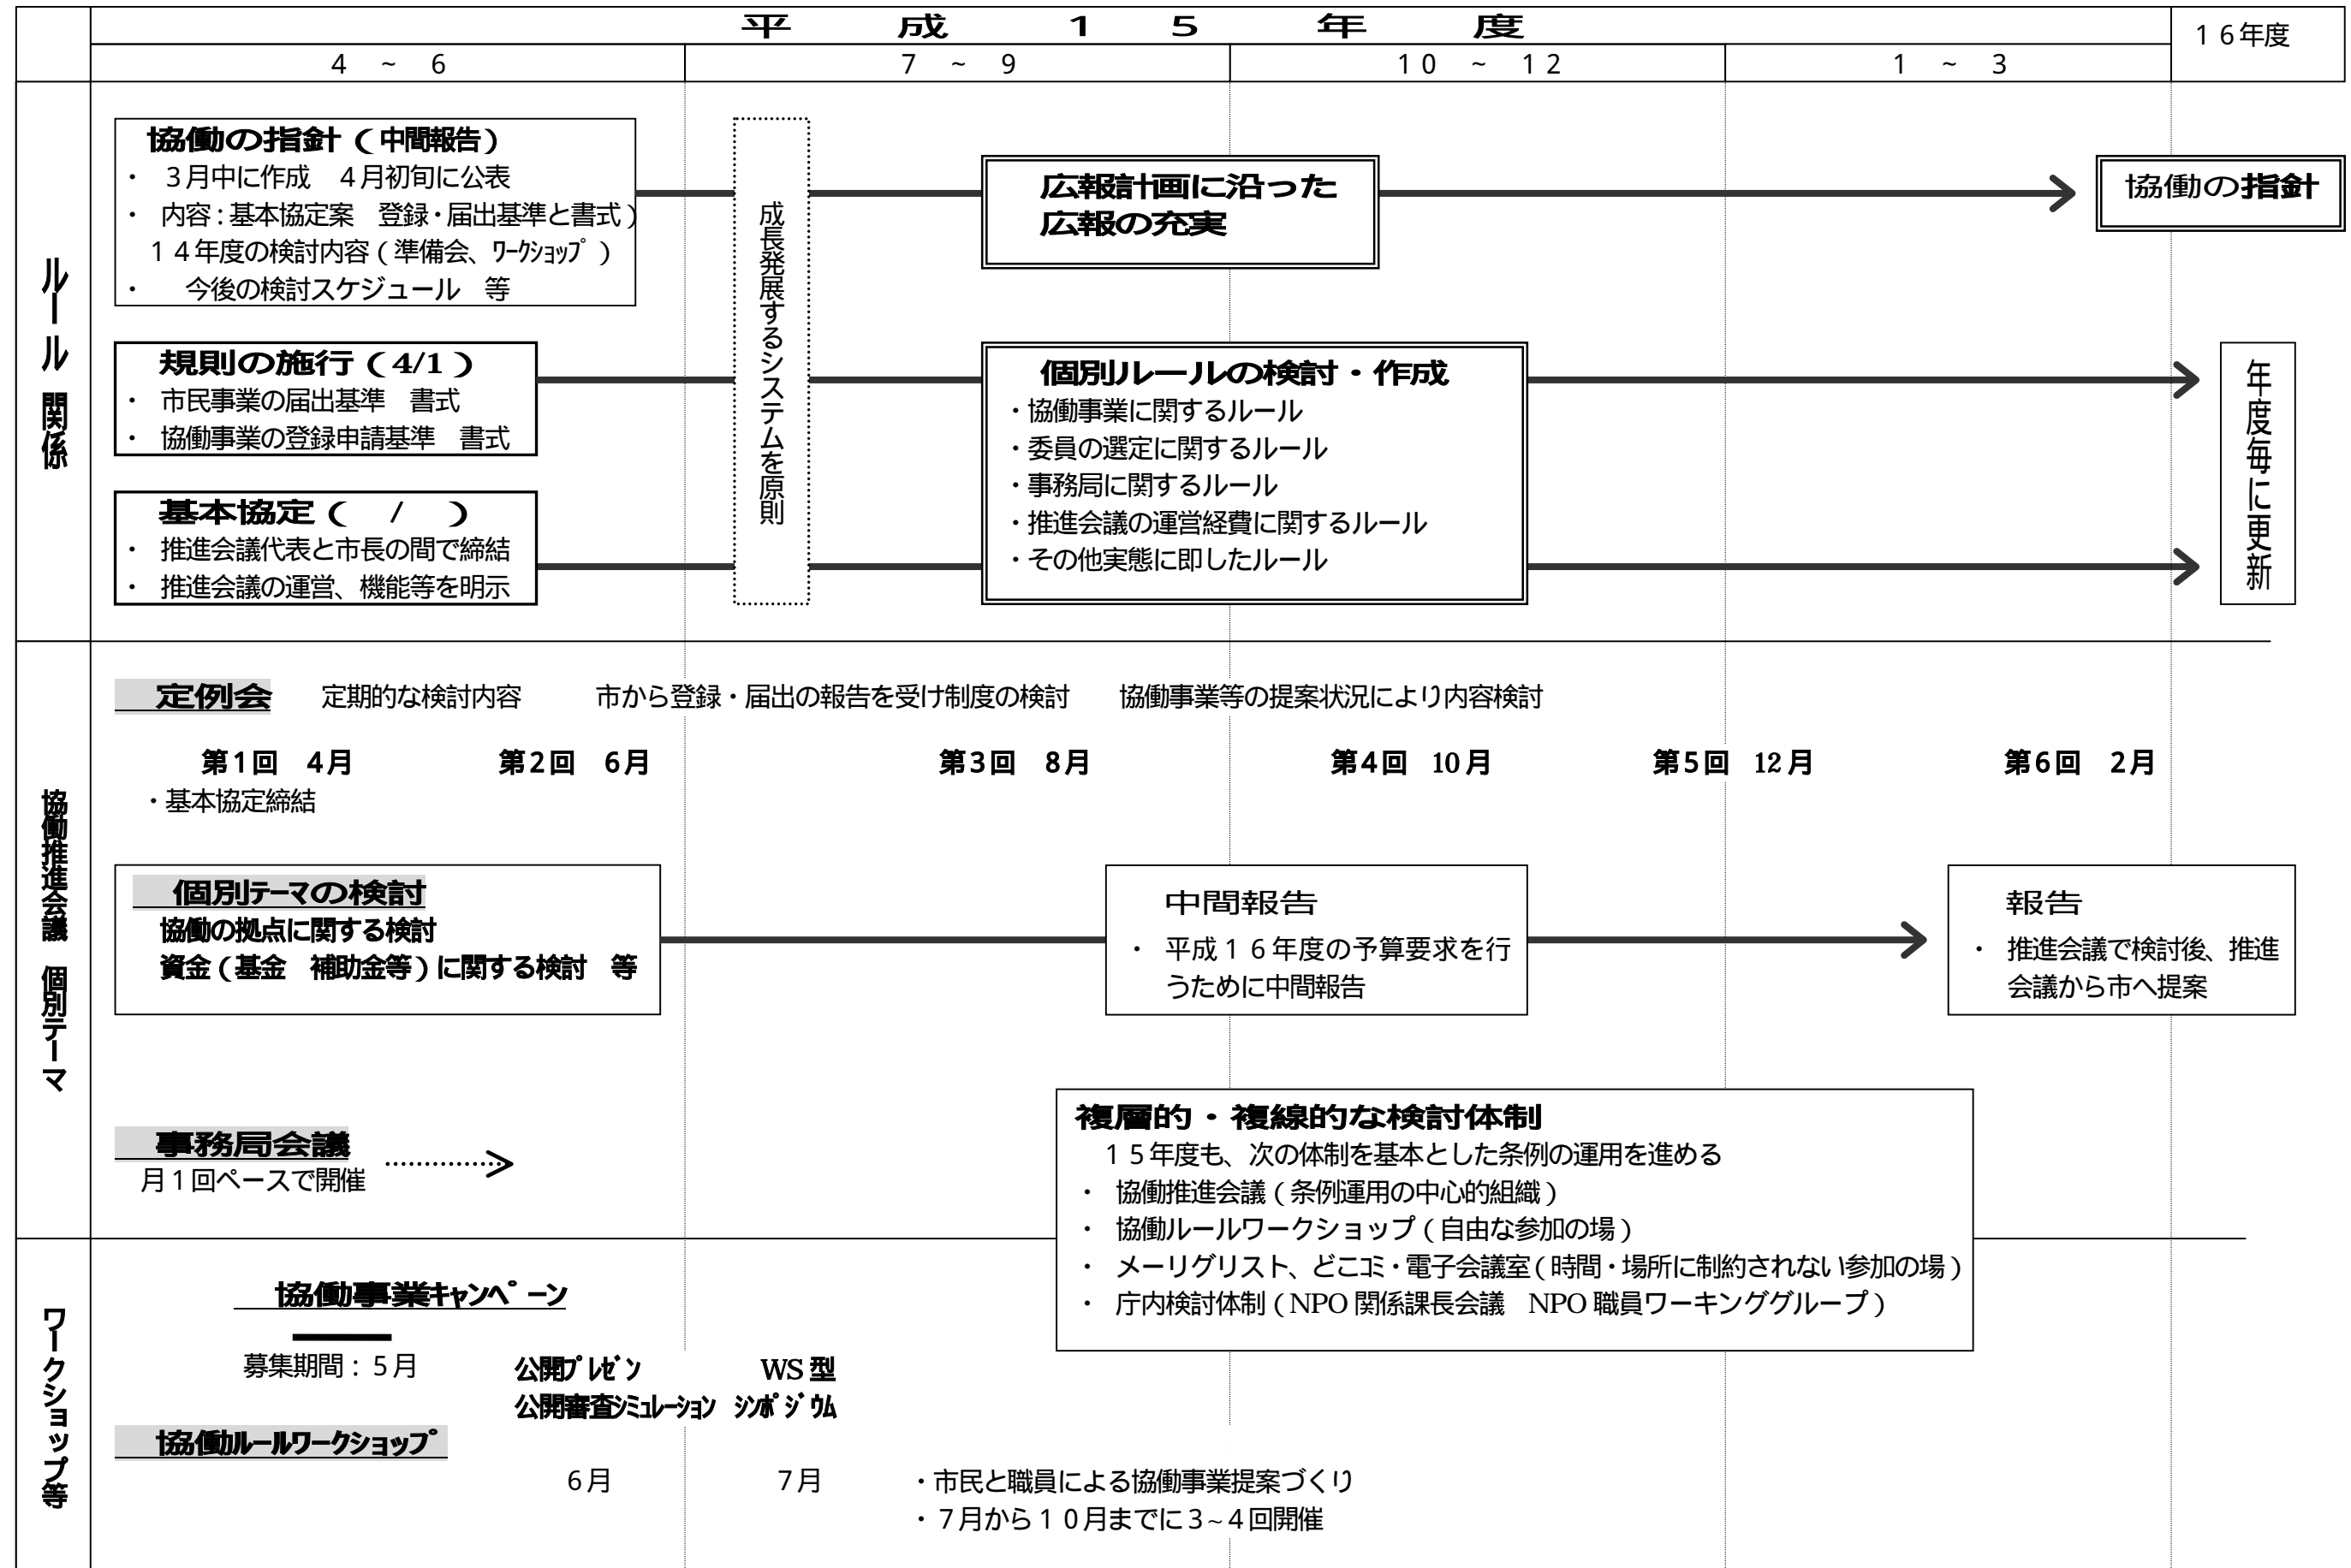 平成１５年度
１６年度
４ ～ ６
７ ～ ９
１０ ～ １２
１ ～ ３
ルール関係
協働の指針（中間報告）
・ ３月中に作成　４月初旬に公表
・ 内容：基本協定案　登録・届出基準と書式）
１４年度の検討内容（準備会、ﾜｰｸｼｮｯﾌﾟ）
・ 今後の検討スケジュール　等
規則の施行（4/1）
・ 市民事業の届出基準　書式
・ 協働事業の登録申請基準　書式
基本協定（　/　）
・ 推進会議代表と市長の間で締結
・ 推進会議の運営、機能等を明示
成長発展するシステムを原則
広報計画に沿った
広報の充実
個別ルールの検討・作成
・協働事業に関するルール
・委員の選定に関するルール
・事務局に関するルール
・推進会議の運営経費に関するルール
・その他実態に即したルール
協働の指針
年度毎に更新
協働推進会議　個別テーマ
定例会　定期的な検討内容　市から登録・届出の報告を受け制度の検討　協働事業等の提案状況により内容検討
第１回　４月　第２回　６月　第３回　８月　第４回　10月　第５回　12月　第６回　２月
・基本協定締結
個別ﾃｰﾏの検討
協働の拠点に関する検討
資金（基金　補助金等）に関する検討　等
中間報告
・ 平成１６年度の予算要求を行
うために中間報告
報告
・ 推進会議で検討後、推進
会議から市へ提案
事務局会議
月１回ペースで開催
複層的・複線的な検討体制
１５年度も、次の体制を基本とした条例の運用を進める
・ 協働推進会議（条例運用の中心的組織）
・ 協働ルールワークショップ（自由な参加の場）
・ メーリグリスト、どこｺﾐ・電子会議室（時間・場所に制約されない参加の場）
・ 庁内検討体制（NPO関係課長会議　NPO職員ワーキンググループ）
ワークショップ等
協働事業ｷｬﾝﾍﾟｰﾝ
募集期間：５月
公開ﾌﾟﾚｾﾞﾝ　WS型
公開審査ｼﾐｭﾚｰｼｮﾝ　ｼﾝﾎﾟｼﾞｳﾑ
協働ﾙｰﾙﾜｰｸｼｮｯﾌﾟ
６月　７月　・市民と職員による協働事業提案づくり
・７月から１０月までに３～４回開催